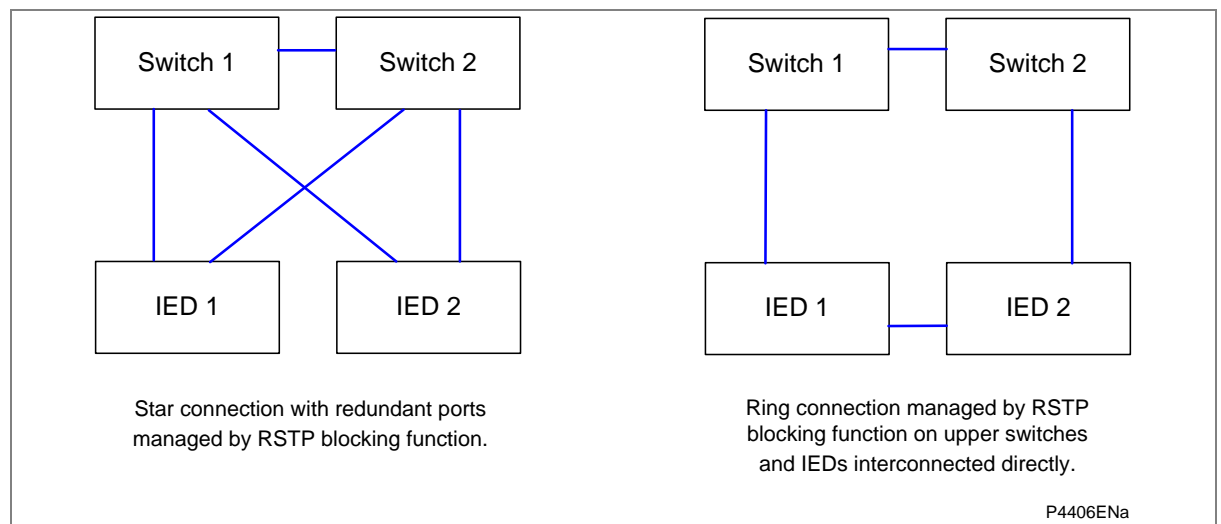 Switch 1
Switch 2
IED 1
IED 2
Star connection with redundant ports
managed by RSTP blocking function.
Switch 1
Switch 2
IED 1
IED 2
Ring connection managed by RSTP
blocking function on upper switches
and IEDs interconnected directly.
P4406ENa